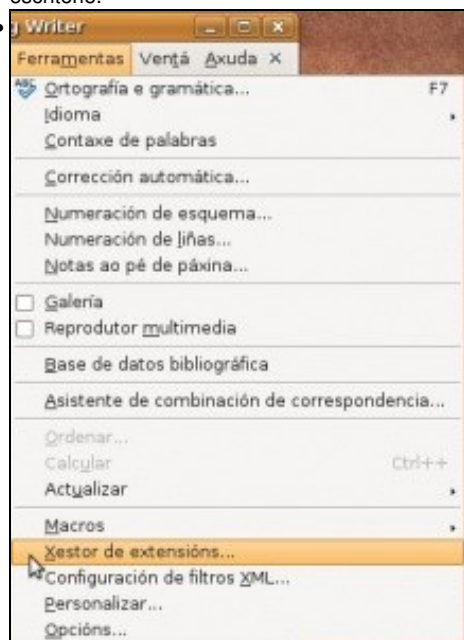 g Writer
Ferramentas Ventá Axuda ×
Ortografía e gramática... F7
Idioma
Contaxe de palabras
Corrección automática...
Numeración de esquema...
Numeración de liñas...
Notas ao pé de páxina...
Galería
Reprodutor multimedia
Base de datos bibliográfica
Asistente de combinación de correspondencia...
Ordenar...
Calcular Ctrl++
Actualizar
Macros
Xestor de extensións...
Configuración de filtros XML...
Personalizar...
Opcións...